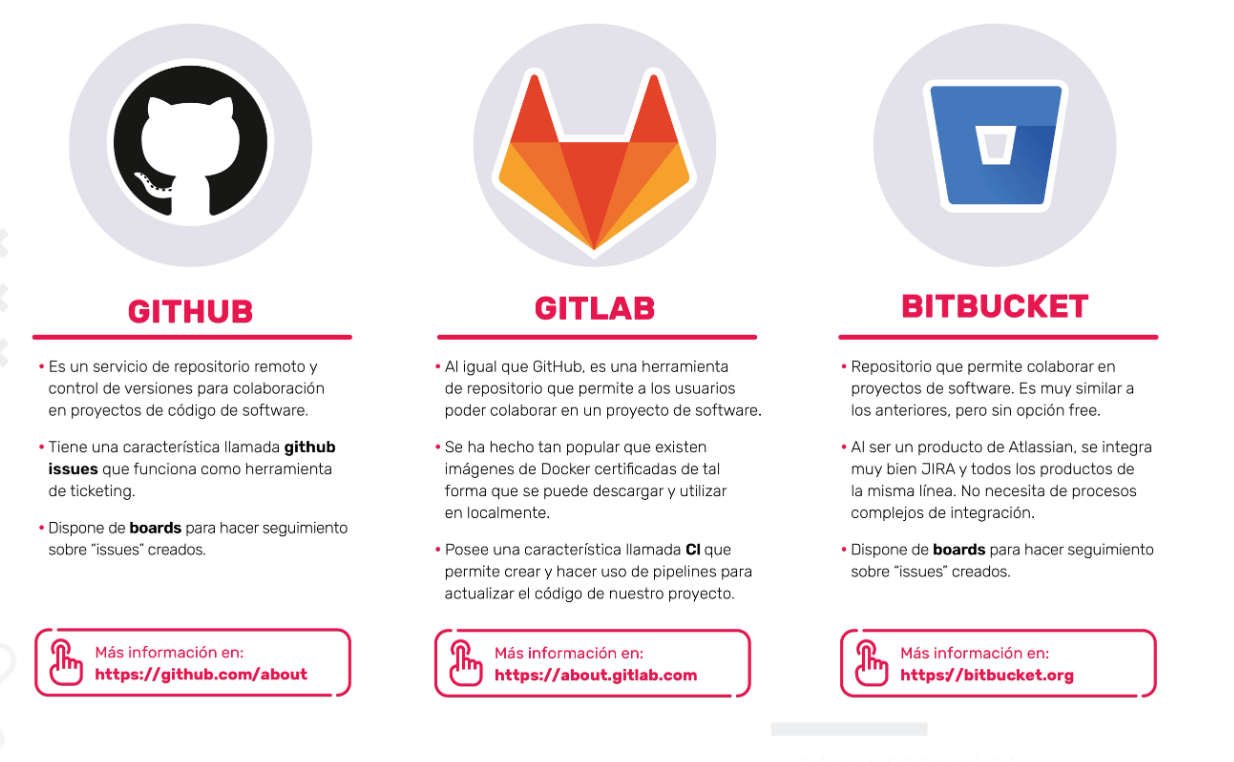 GITHUB
• Es un servicio de repositorio remoto y
control de versiones para colaboración
en proyectos de código de software.
• Tiene una característica llamada github
issues que funciona como herramienta
de ticketing.
• Dispone de boards para hacer seguimiento
sobre “issues” creados.
Más información en:
https://github.com/about
GITLAB
• Al igual que GitHub, es una herramienta
de repositorio que permite a los usuarios
poder colaborar en un proyecto de software.
• Se ha hecho tan popular que existen
imágenes de Docker certificadas de tal
forma que se puede descargar y utilizar
en localmente.
• Posee una característica llamada CI que
permite crear y hacer uso de pipelines para
actualizar el código de nuestro proyecto.
Más información en:
https://about.gitlab.com
BITBUCKET
• Repositorio que permite colaborar en
proyectos de software. Es muy similar a
los anteriores, pero sin opción free.
• Al ser un producto de Atlassian, se integra
muy bien JIRA y todos los productos de
la misma línea. No necesita de procesos
complejos de integración.
• Dispone de boards para hacer seguimiento
sobre “issues” creados.
Más información en:
https://bitbucket.org